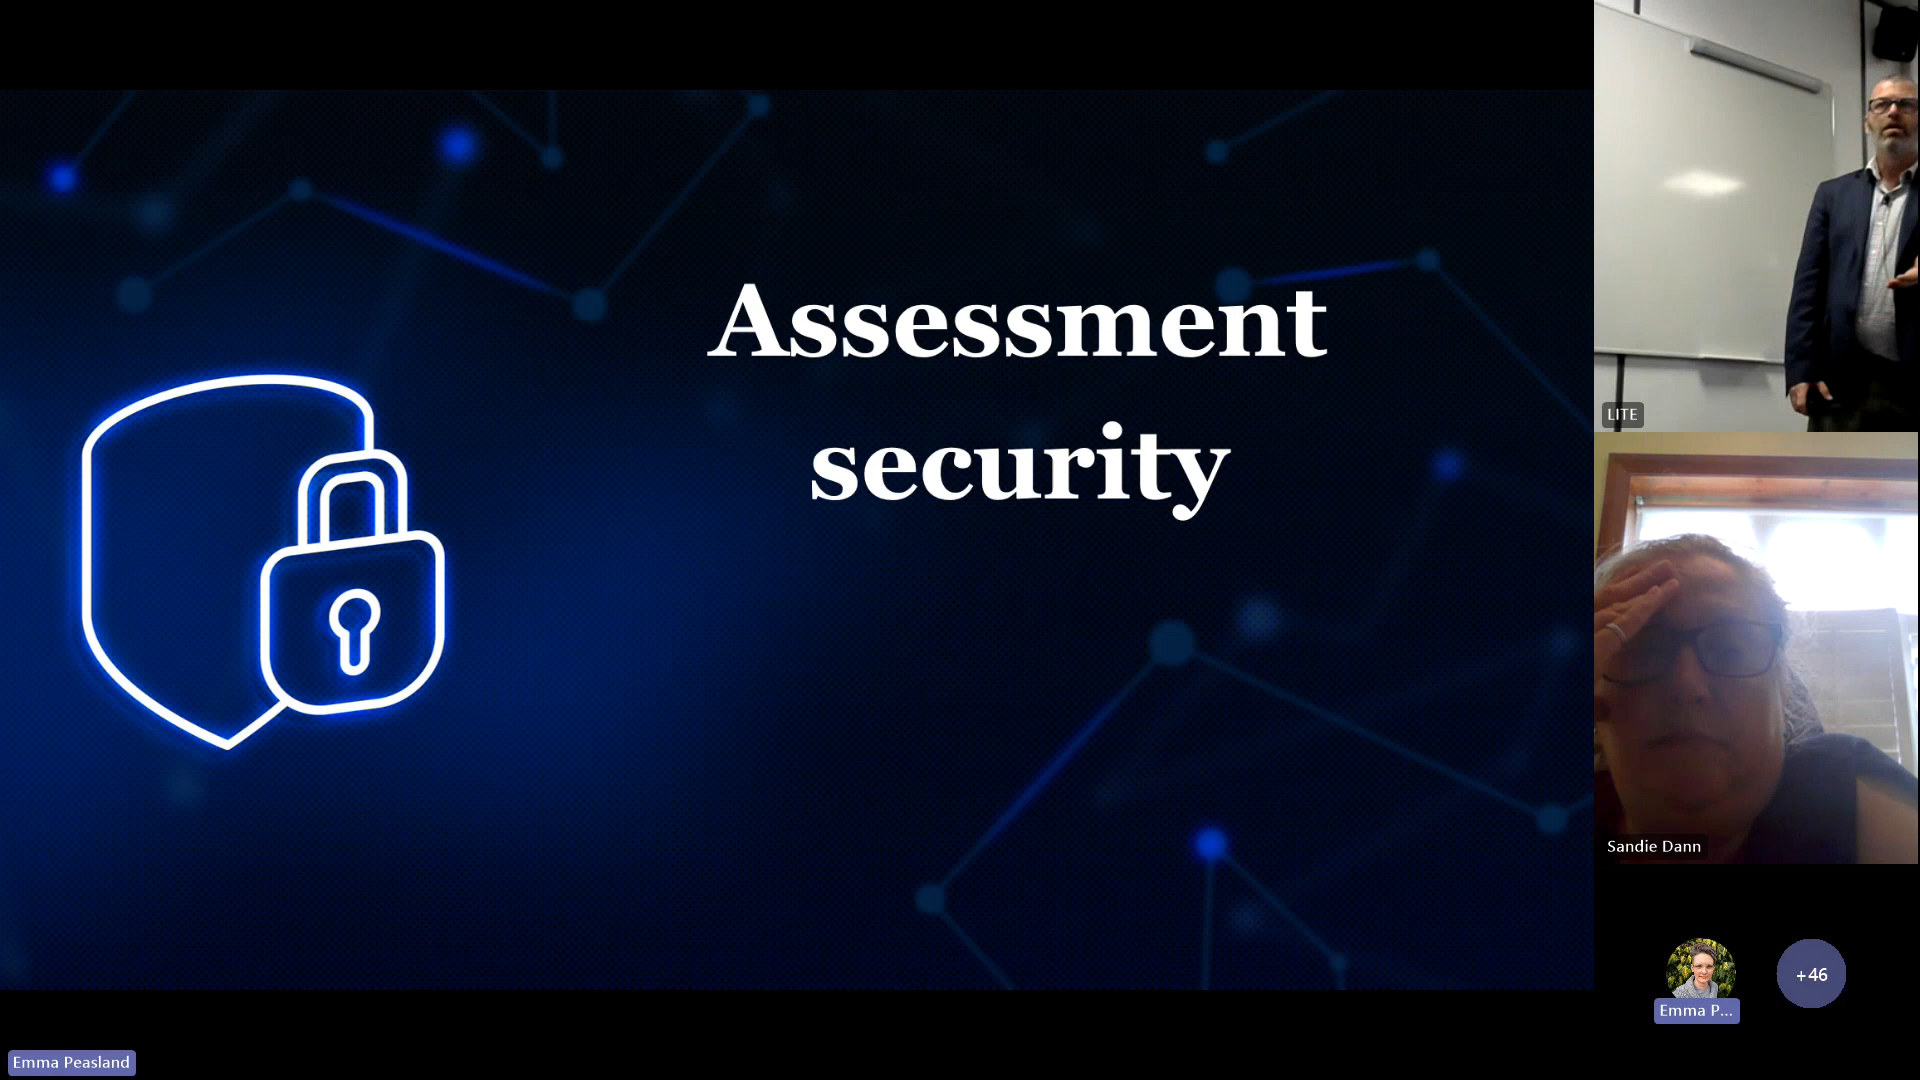 Assessment
security
LITE
Sandie Dann
+46
Emma P...
Emma Peasland